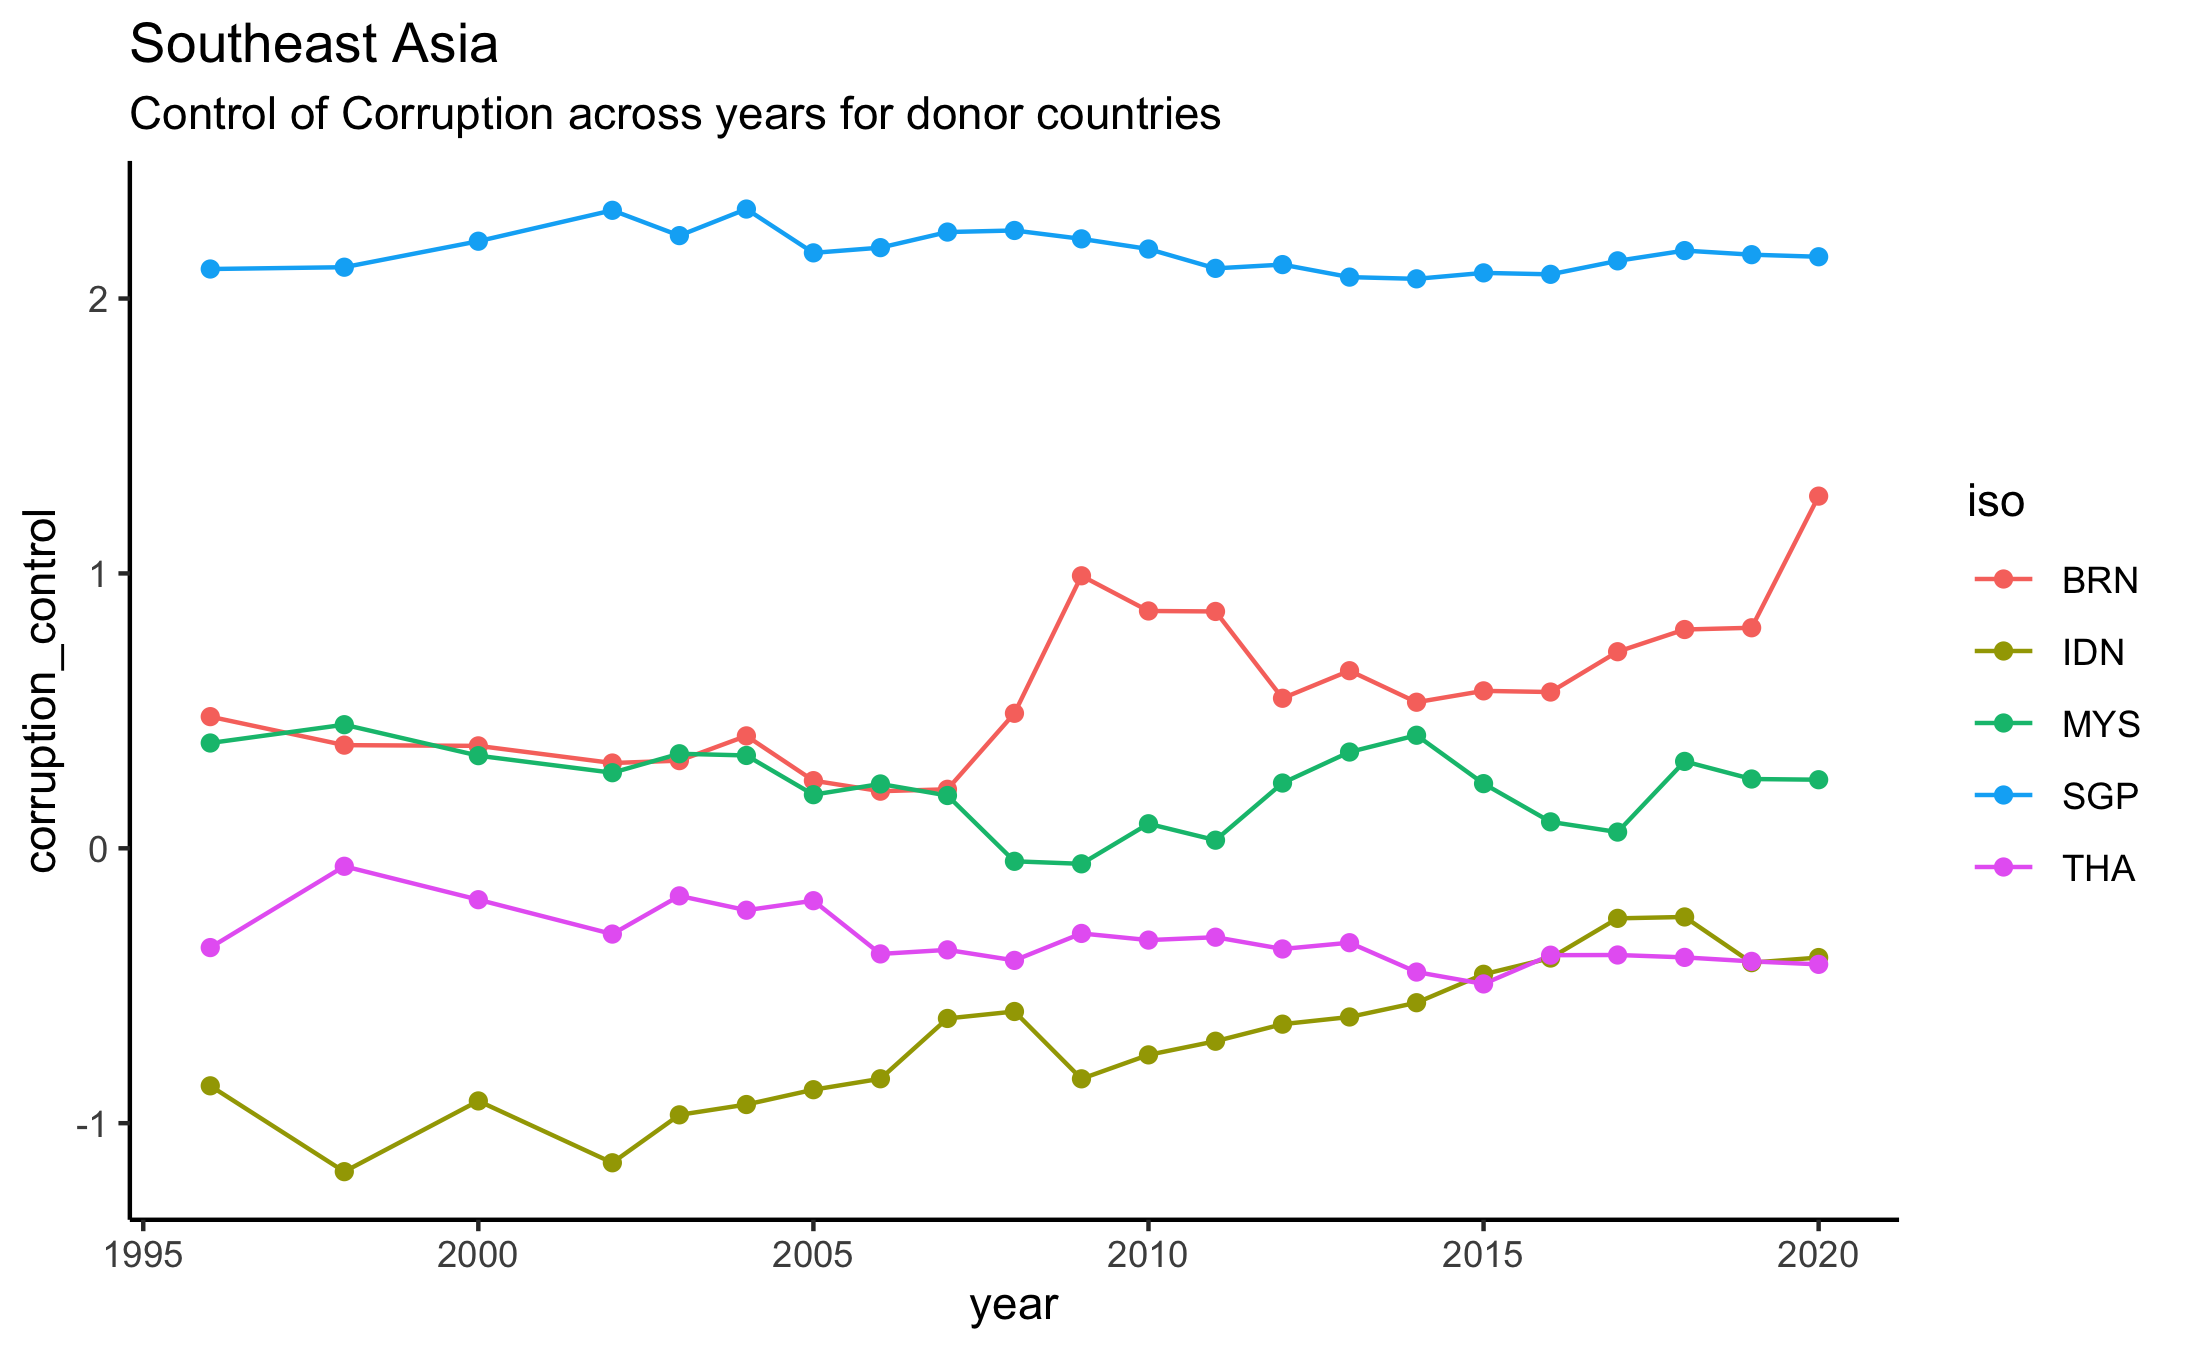 Southeast Asia
Control of Corruption across years for donor countries
corruption_control
2
1
0
-1
1995 2000 2005 2010 2015 2020
year
iso
BRN
IDN
MYS
SGP
THA